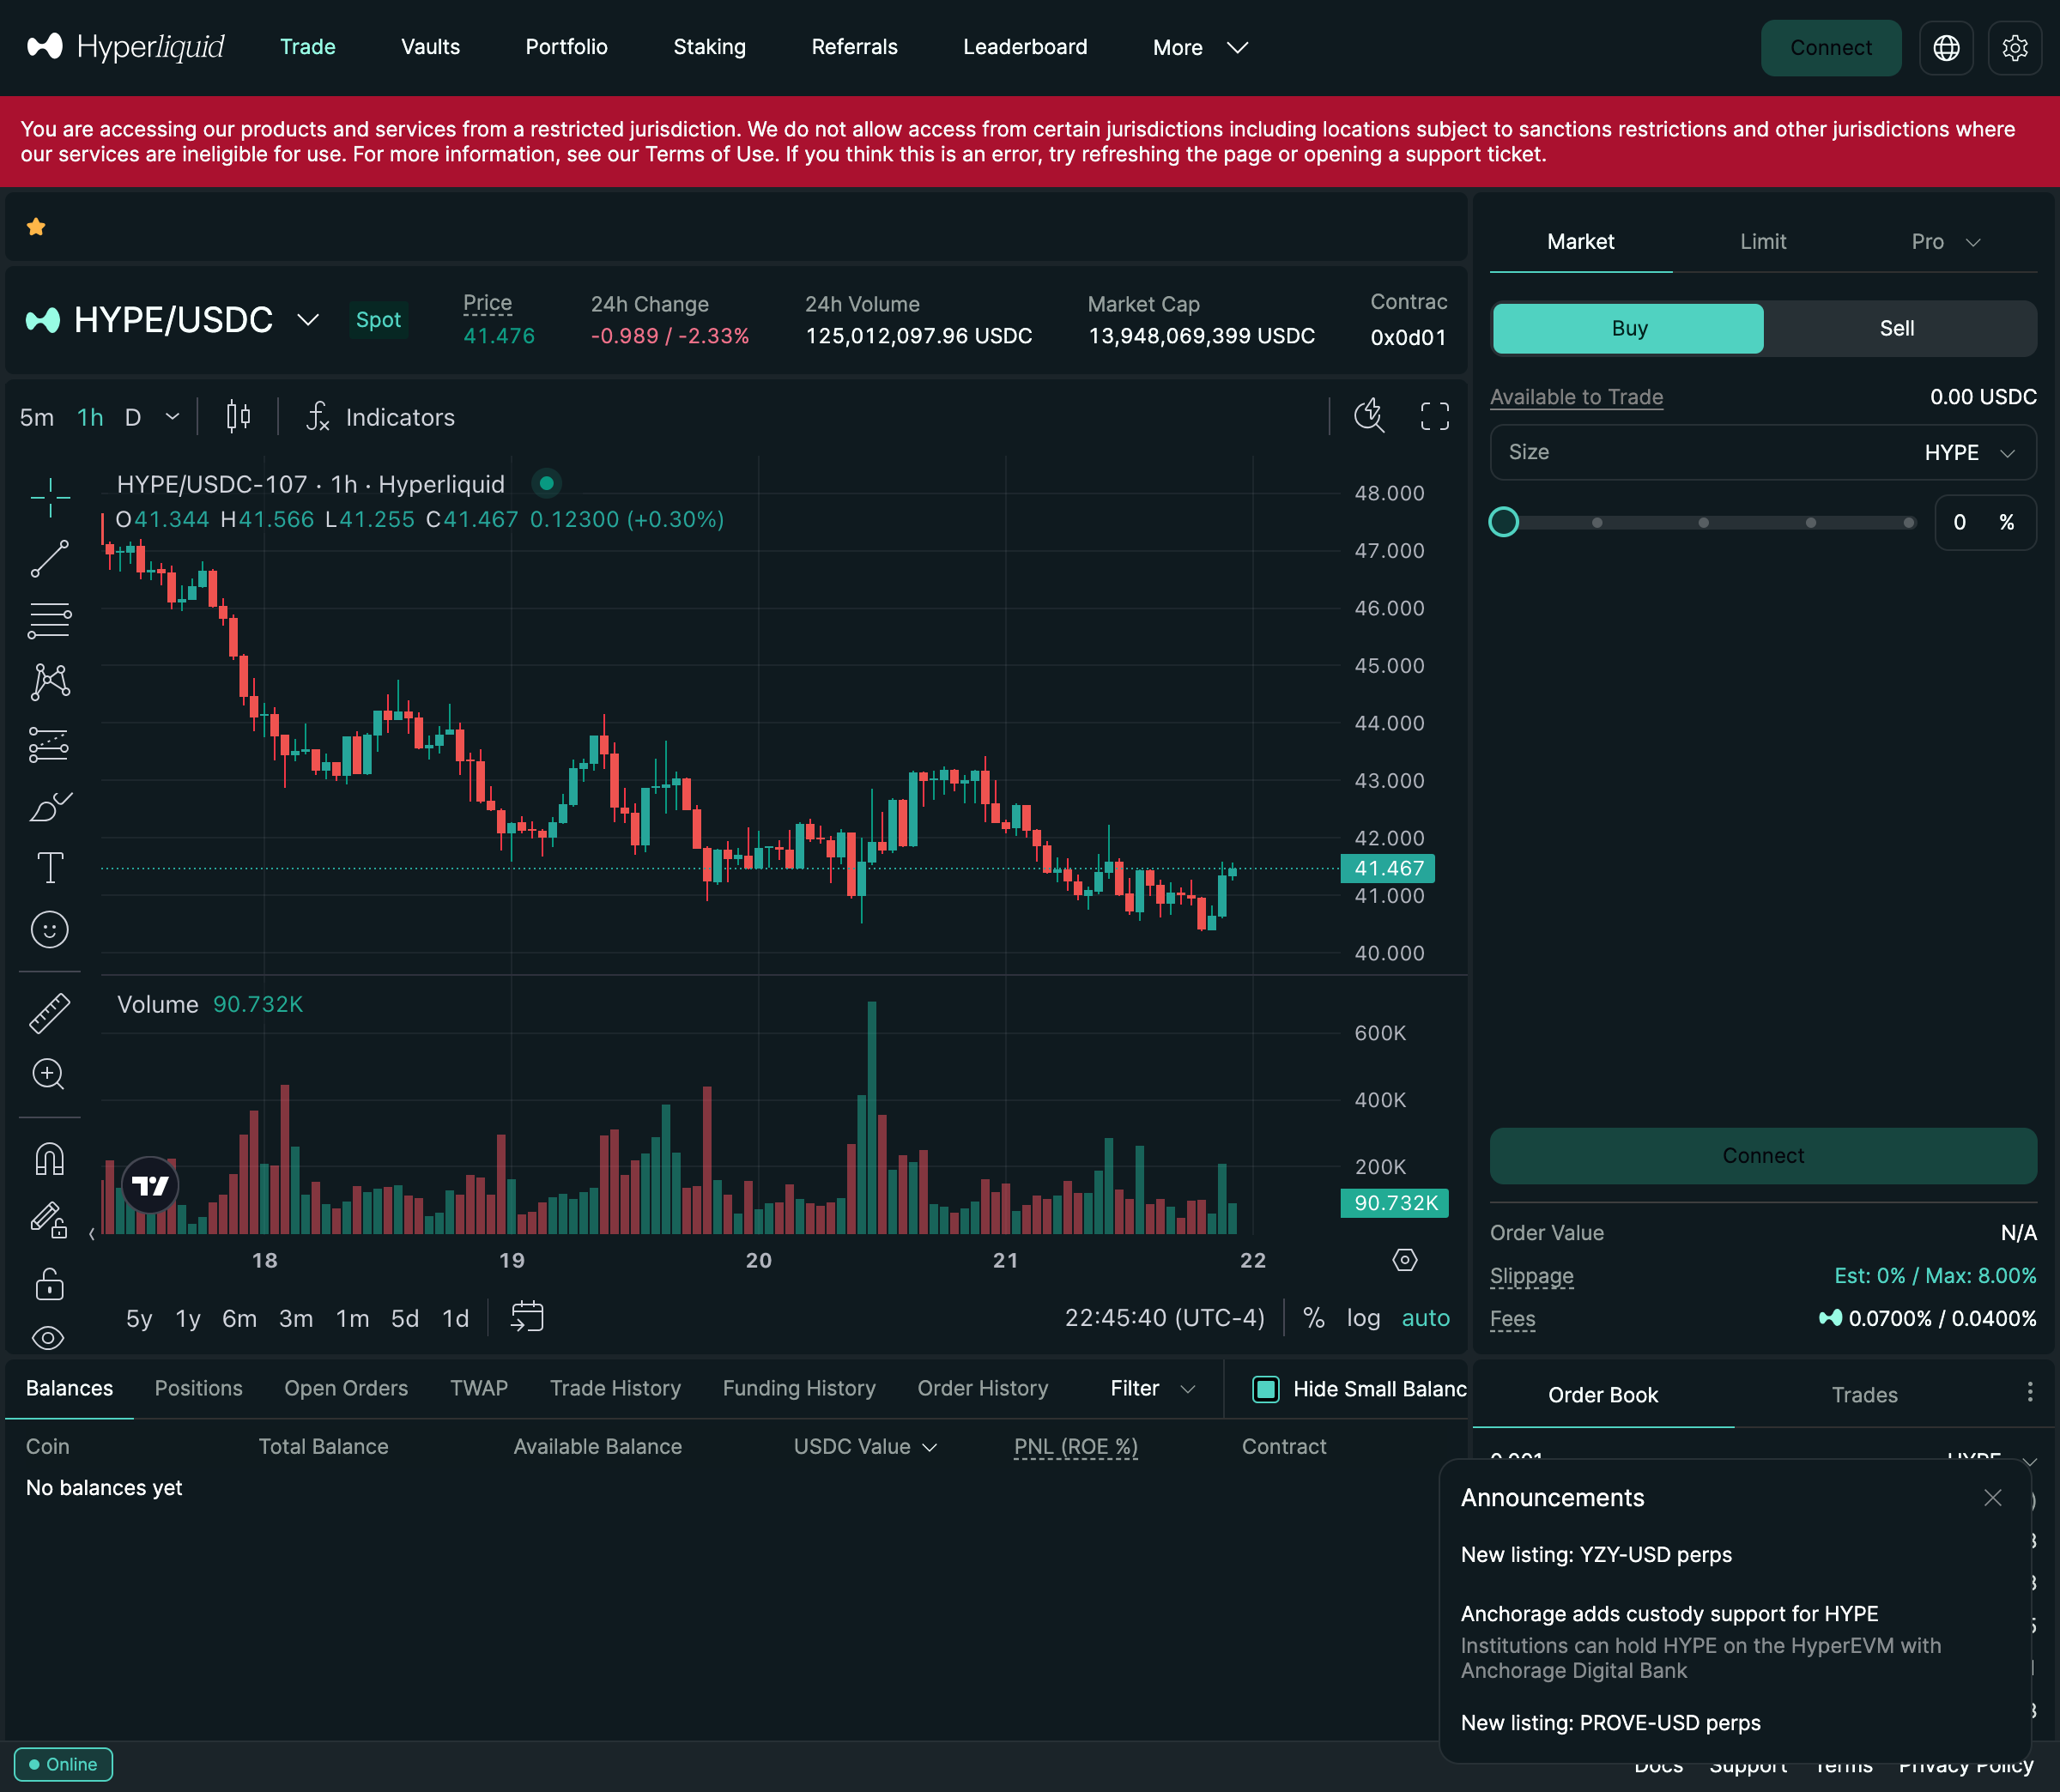 Hyperliquid Trade Vaults Portfolio Staking Referrals Leaderboard More Connect
You are accessing our products and services from a restricted jurisdiction. We do not allow access from certain jurisdictions including locations subject to sanctions restrictions and other jurisdictions where
our services are ineligible for use. For more information, see our Terms of Use. If you think this is an error, try refreshing the page or opening a support ticket.
HYPE/USDC Spot
Price
41.476
24h Change
-0.989 / -2.33%
24h Volume
125,012,097.96 USDC
Market Cap
13,948,069,399 USDC
Contrac
0x0d01
5m 1h D Indicators
HYPE/USDC-107 · 1h · Hyperliquid
O41.344 H41.566 L41.255 C41.467 0.12300 (+0.30%)
48.000
47.000
46.000
45.000
44.000
43.000
42.000
41.467
41.000
40.000
Volume 90.732K
600K
400K
200K
90.732K
18 19 20 21 22
5y 1y 6m 3m 1m 5d 1d 22:45:40 (UTC-4) % log auto
Market Limit Pro
Buy Sell
Available to Trade 0.00 USDC
Size HYPE
0 %
Connect
Order Value N/A
Slippage Est: 0% / Max: 8.00%
Fees 0.0700% / 0.0400%
Balances Positions Open Orders TWAP Trade History Funding History Order History Filter Hide Small Balanc
Coin Total Balance Available Balance USDC Value PNL (ROE %) Contract
No balances yet
Order Book Trades
0.001 HYPE
Announcements
New listing: YZY-USD perps
Anchorage adds custody support for HYPE
Institutions can hold HYPE on the HyperEVM with
Anchorage Digital Bank
New listing: PROVE-USD perps
Online
Docs Support Terms Privacy Policy